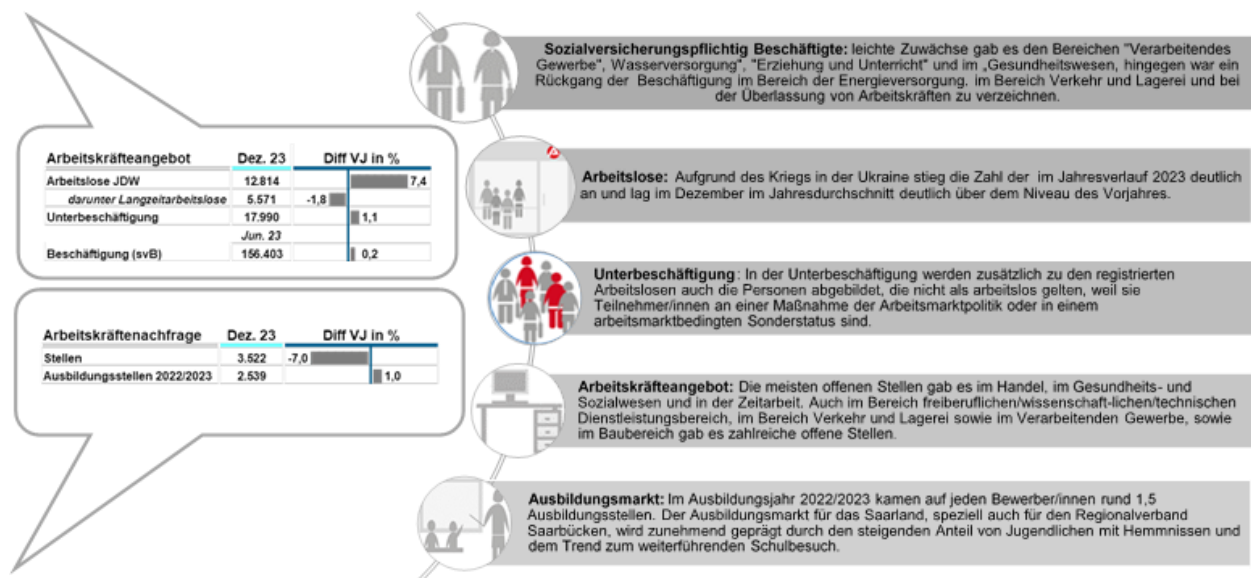 Arbeitskräfteangebot Dez. 23 Diff VJ in %
Arbeitslose JDW 12.814 7,4
darunter Langzeitarbeitslose 5.571 -1,8
Unterbeschäftigung 17.990 1,1
Jun. 23
Beschäftigung (svB) 156.403 0,2
Arbeitskräftenachfrage Dez. 23 Diff VJ in %
Stellen 3.522 -7,0
Ausbildungsstellen 2022/2023 2.539 1,0
Sozialversicherungspflichtig Beschäftigte: leichte Zuwächse gab es den Bereichen "Verarbeitendes
Gewerbe", Wasserversorgung", "Erziehung und Unterricht" und im „Gesundheitswesen, hingegen war ein
Rückgang der Beschäftigung im Bereich der Energieversorgung. im Bereich Verkehr und Lagerei und bei
der Überlassung von Arbeitskräften zu verzeichnen.
Arbeitslose: Aufgrund des Kriegs in der Ukraine stieg die Zahl der im Jahresverlauf 2023 deutlich
an und lag im Dezember im Jahresdurchschnitt deutlich über dem Niveau des Vorjahres.
Unterbeschäftigung: In der Unterbeschäftigung werden zusätzlich zu den registrierten
Arbeitslosen auch die Personen abgebildet, die nicht als arbeitslos gelten, weil sie
Teilnehmer/innen an einer Maßnahme der Arbeitsmarktpolitik oder in einem
arbeitsmarktbedingten Sonderstatus sind.
Arbeitskräfteangebot: Die meisten offenen Stellen gab es im Handel, im Gesundheits- und
Sozialwesen und in der Zeitarbeit. Auch im Bereich freiberuflichen/wissenschaft-lichen/technischen
Dienstleistungsbereich, im Bereich Verkehr und Lagerei sowie im Verarbeitenden Gewerbe, sowie
im Baubereich gab es zahlreiche offene Stellen.
Ausbildungsmarkt: Im Ausbildungsjahr 2022/2023 kamen auf jeden Bewerber/innen rund 1,5
Ausbildungsstellen. Der Ausbildungsmarkt für das Saarland, speziell auch für den Regionalverband
Saarbücken, wird zunehmend geprägt durch den steigenden Anteil von Jugendlichen mit Hemmnissen und
dem Trend zum weiterführenden Schulbesuch.